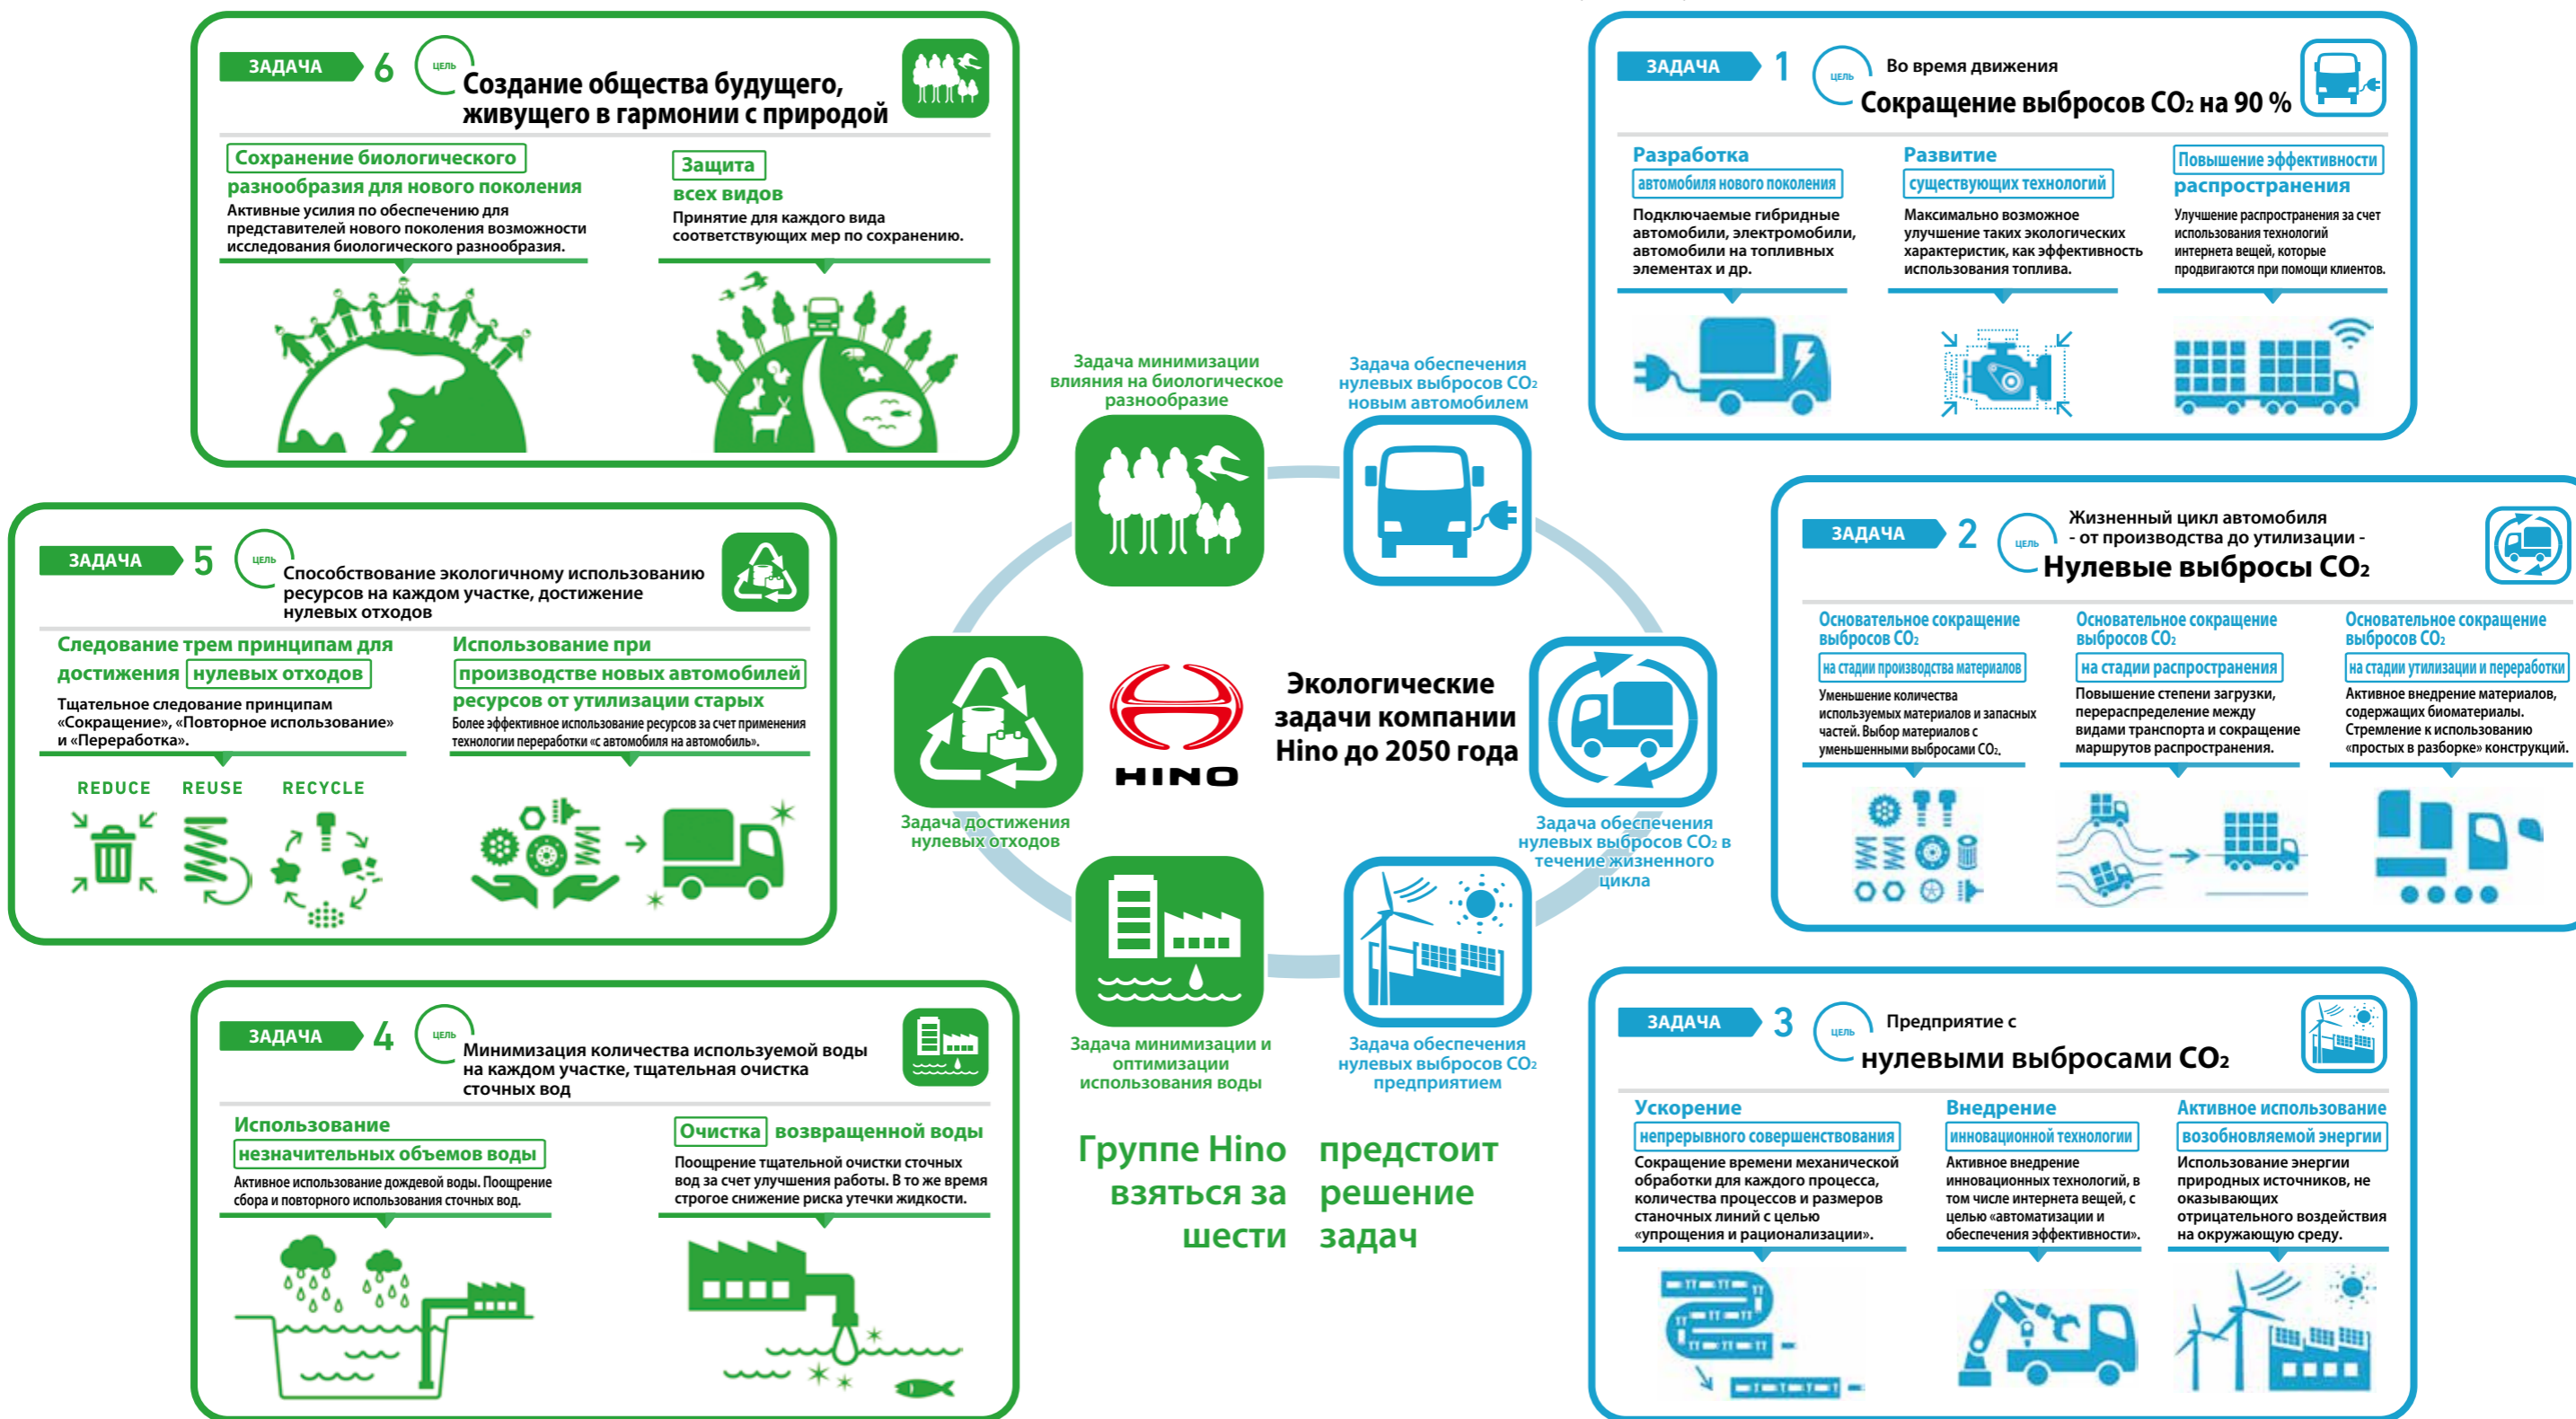 ЗАДАЧА 6
ЦЕЛЬ
Создание общества будущего,
живущего в гармонии с природой
Сохранение биологического
разнообразия для нового поколения
Активные усилия по обеспечению для
представителей нового поколения возможности
исследования биологического разнообразия.
Защита
всех видов
Принятие для каждого вида
соответствующих мер по сохранению.
ЗАДАЧА 1
ЦЕЛЬ
Во время движения
Сокращение выбросов CO₂ на 90 %
Разработка
автомобиля нового поколения
Подключаемые гибридные
автомобили, электромобили,
автомобили на топливных
элементах и др.
Развитие
существующих технологий
Максимально возможное
улучшение таких экологических
характеристик, как эффективность
использования топлива.
Повышение эффективности
распространения
Улучшение распространения за счет
использования технологий
интернета вещей, которые
продвигаются при помощи клиентов.
Задача минимизации
влияния на биологическое
разнообразие
Задача обеспечения
нулевых выбросов CO₂
новым автомобилем
ЗАДАЧА 5
ЦЕЛЬ
Способствование экологичному использованию
ресурсов на каждом участке, достижение
нулевых отходов
Следование трем принципам для
достижения нулевых отходов
Тщательное следование принципам
«Сокращение», «Повторное использование»
и «Переработка».
REDUCE REUSE RECYCLE
Использование при
производстве новых автомобилей
ресурсов от утилизации старых
Более эффективное использование ресурсов за счет применения
технологии переработки «с автомобиля на автомобиль».
HINO
Экологические
задачи компании
Hino до 2050 года
Задача достижения
нулевых отходов
Задача обеспечения
нулевых выбросов CO₂ в
течение жизненного
цикла
ЗАДАЧА 2
ЦЕЛЬ
Жизненный цикл автомобиля
- от производства до утилизации -
Нулевые выбросы CO₂
Основательное сокращение
выбросов CO₂
на стадии производства материалов
Уменьшение количества
используемых материалов и запасных
частей. Выбор материалов с
уменьшенными выбросами CO₂.
Основательное сокращение
выбросов CO₂
на стадии распространения
Повышение степени загрузки,
перераспределение между
видами транспорта и сокращение
маршрутов распространения.
Основательное сокращение
выбросов CO₂
на стадии утилизации и переработки
Активное внедрение материалов,
содержащих биоматериалы.
Стремление к использованию
«простых в разборке» конструкций.
ЗАДАЧА 4
ЦЕЛЬ
Минимизация количества используемой воды
на каждом участке, тщательная очистка
сточных вод
Использование
незначительных объемов воды
Активное использование дождевой воды. Поощрение
сбора и повторного использования сточных вод.
Очистка возвращенной воды
Поощрение тщательной очистки сточных
вод за счет улучшения работы. В то же время
строгое снижение риска утечки жидкости.
Задача минимизации и
оптимизации
использования воды
Задача обеспечения
нулевых выбросов CO₂
предприятием
Группе Hino предстоит
взяться за решение
шести задач
ЗАДАЧА 3
ЦЕЛЬ
Предприятие с
нулевыми выбросами CO₂
Ускорение
непрерывного совершенствования
Сокращение времени механической
обработки для каждого процесса,
количества процессов и размеров
станочных линий с целью
«упрощения и рационализации».
Внедрение
инновационной технологии
Активное внедрение
инновационных технологий, в
том числе интернета вещей, с
целью «автоматизации и
обеспечения эффективности».
Активное использование
возобновляемой энергии
Использование энергии
природных источников, не
оказывающих
отрицательного воздействия
на окружающую среду.